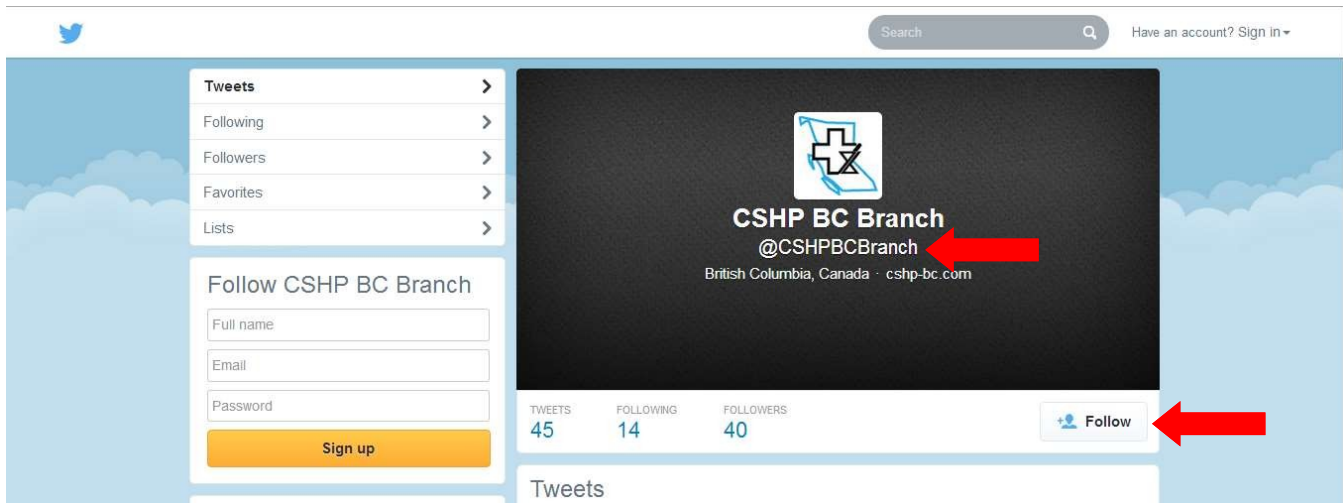 Search
Have an account? Sign in
Tweets
Following
Followers
Favorites
Lists
Follow CSHP BC Branch
Full name
Email
Password
Sign up
CSHP BC Branch
@CSHPBCBranch
British Columbia, Canada · cshp-bc.com
TWEETS FOLLOWING FOLLOWERS
45 14 40
Follow
Tweets